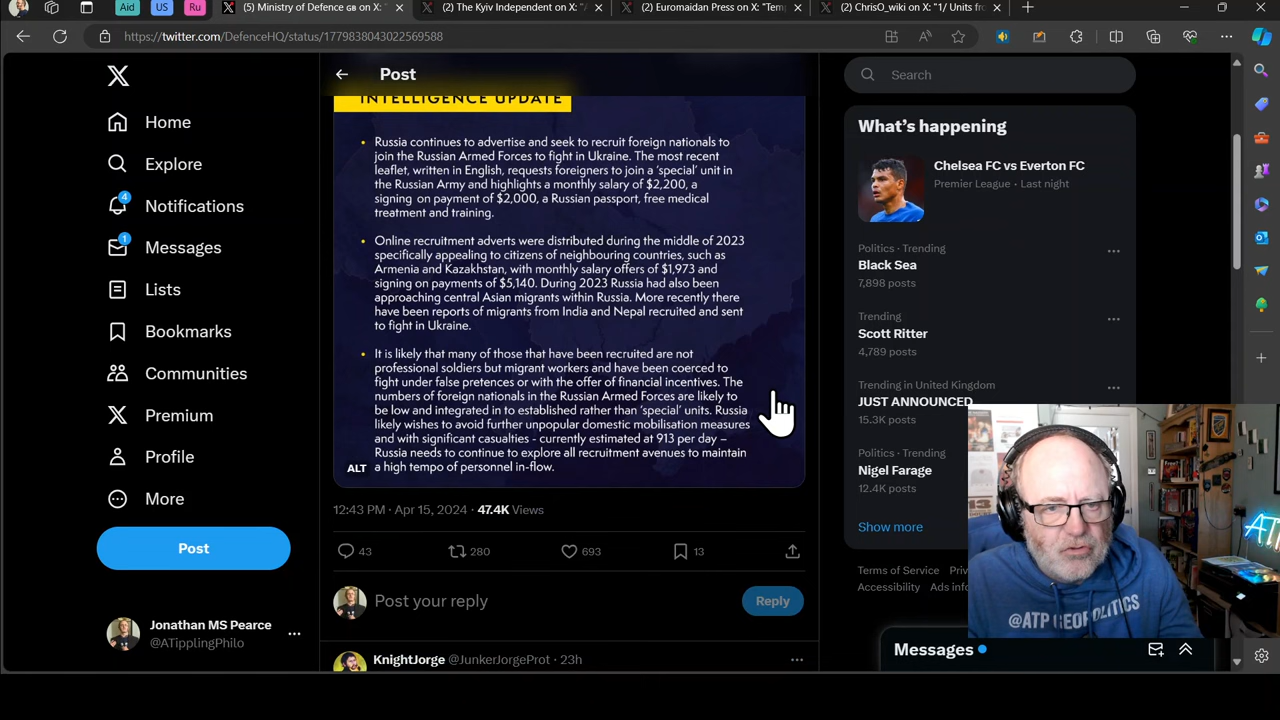 Aid
US
Ru
(5) Ministry of Defence GB on X: "
(2) The Kyiv Independent on X: "A
(2) Euromaidan Press on X: "Tem
(2) ChrisO_wiki on X: "1/ Units fro
https://twitter.com/DefenceHQ/status/1779838043022569588
Home
Explore
4
Notifications
1
Messages
Lists
Bookmarks
Communities
Premium
Profile
More
Post
Jonathan MS Pearce
@ATipplingPhilo
Post
INTELLIGENCE UPDATE
• Russia continues to advertise and seek to recruit foreign nationals to
join the Russian Armed Forces to fight in Ukraine. The most recent
leaflet, written in English, requests foreigners to join a 'special' unit in
the Russian Army and highlights a monthly salary of $2,200, a
signing on payment of $2,000, a Russian passport, free medical
treatment and training.
• Online recruitment adverts were distributed during the middle of 2023
specifically appealing to citizens of neighbouring countries, such as
Armenia and Kazakhstan, with monthly salary offers of $1,973 and
signing on payments of $5,140. During 2023 Russia had also been
approaching central Asian migrants within Russia. More recently there
have been reports of migrants from India and Nepal recruited and sent
to fight in Ukraine.
• It is likely that many of those that have been recruited are not
professional soldiers but migrant workers and have been coerced to
fight under false pretences or with the offer of financial incentives. The
numbers of foreign nationals in the Russian Armed Forces are likely to
be low and integrated in to established rather than 'special' units. Russia
likely wishes to avoid further unpopular domestic mobilisation measures
and with significant casualties - currently estimated at 913 per day –
Russia needs to continue to explore all recruitment avenues to maintain
a high tempo of personnel in-flow.
ALT
12:43 PM · Apr 15, 2024 · 47.4K Views
43
280
693
13
Post your reply
Reply
KnightJorge @JunkerJorgeProt · 23h
Search
What's happening
Chelsea FC vs Everton FC
Premier League · Last night
Politics · Trending
Black Sea
7,898 posts
Trending
Scott Ritter
4,789 posts
Trending in United Kingdom
JUST ANNOUNCED
15.3K posts
Politics · Trending
Nigel Farage
12.4K posts
Show more
Terms of Service
Accessibility
Messages
@ATP GEOPOLITICS